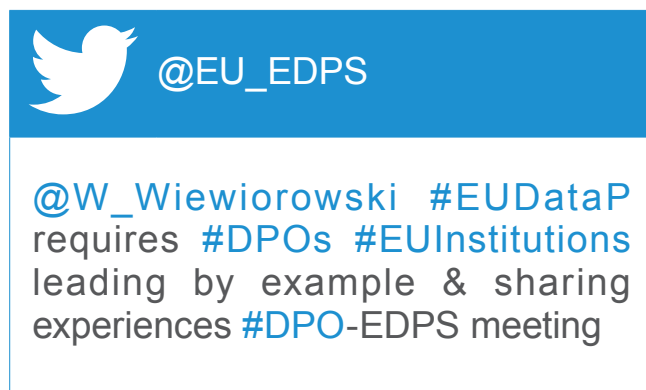 @EU_EDPS
@W_Wiewiorowski #EUDataP
requires #DPOs #EUInstitutions
leading by example & sharing
experiences #DPO-EDPS meeting